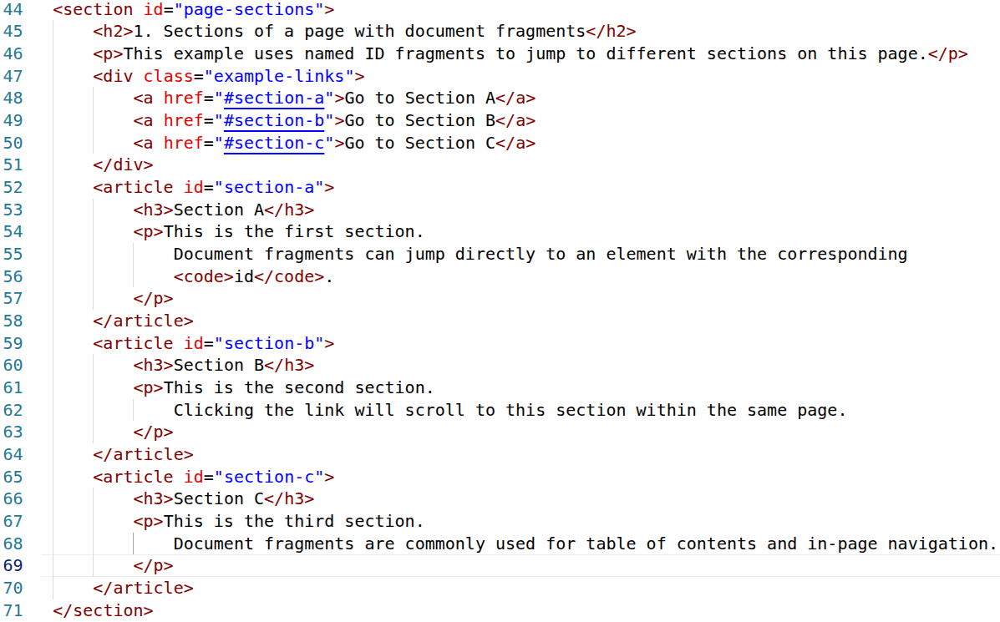 44 <section id="page-sections">
45     <h2>1. Sections of a page with document fragments</h2>
46     <p>This example uses named ID fragments to jump to different sections on this page.</p>
47     <div class="example-links">
48         <a href="#section-a">Go to Section A</a>
49         <a href="#section-b">Go to Section B</a>
50         <a href="#section-c">Go to Section C</a>
51     </div>
52     <article id="section-a">
53         <h3>Section A</h3>
54         <p>This is the first section.
55             Document fragments can jump directly to an element with the corresponding
56             <code>id</code>.
57         </p>
58     </article>
59     <article id="section-b">
60         <h3>Section B</h3>
61         <p>This is the second section.
62             Clicking the link will scroll to this section within the same page.
63         </p>
64     </article>
65     <article id="section-c">
66         <h3>Section C</h3>
67         <p>This is the third section.
68             Document fragments are commonly used for table of contents and in-page navigation.
69         </p>
70     </article>
71 </section>